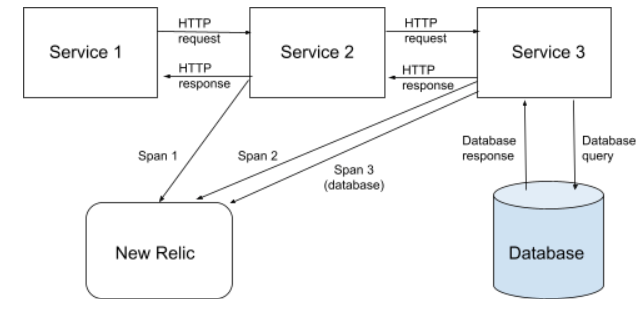 Service 1
HTTP
request
HTTP
response
Service 2
HTTP
request
HTTP
response
Service 3
Span 1
Span 2
Span 3
(database)
Database
response
Database
query
New Relic
Database